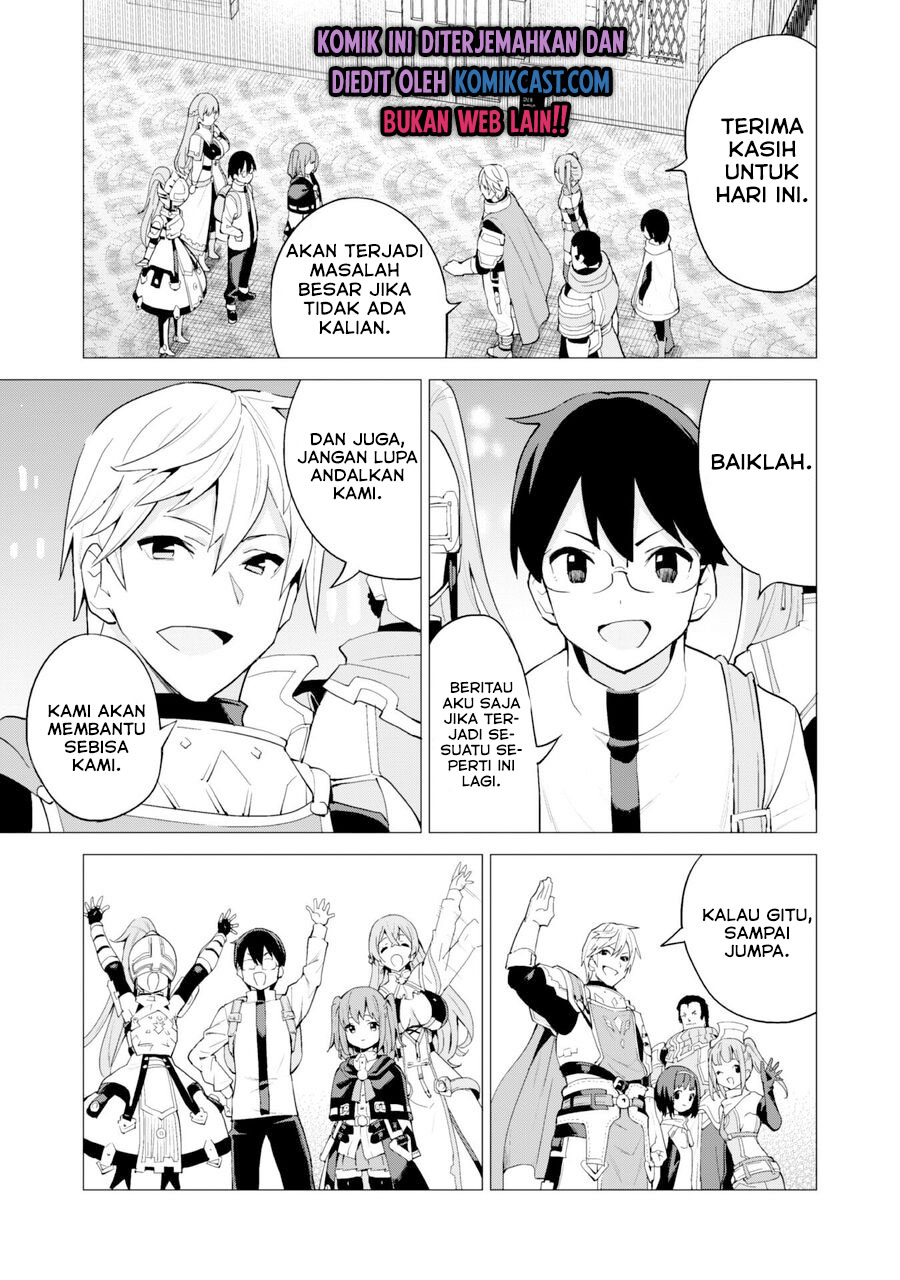 KOMIK INI DITERJEMAHKAN DAN
DIEDIT OLEH KOMIKCAST.COM
BUKAN WEB LAIN!!
TERIMA
KASIH
UNTUK
HARI INI.
AKAN TERJADI
MASALAH
BESAR JIKA
TIDAK ADA
KALIAN.
BAIKLAH.
BERITAU
AKU SAJA
JIKA TER-
JADI SE-
SUATU SE-
PERTI INI
LAGI.
DAN JUGA,
JANGAN LUPA
ANDALKAN
KAMI.
KAMI AKAN
MEMBANTU
SEBISA
KAMI.
KALAU GITU,
SAMPAI
JUMPA.